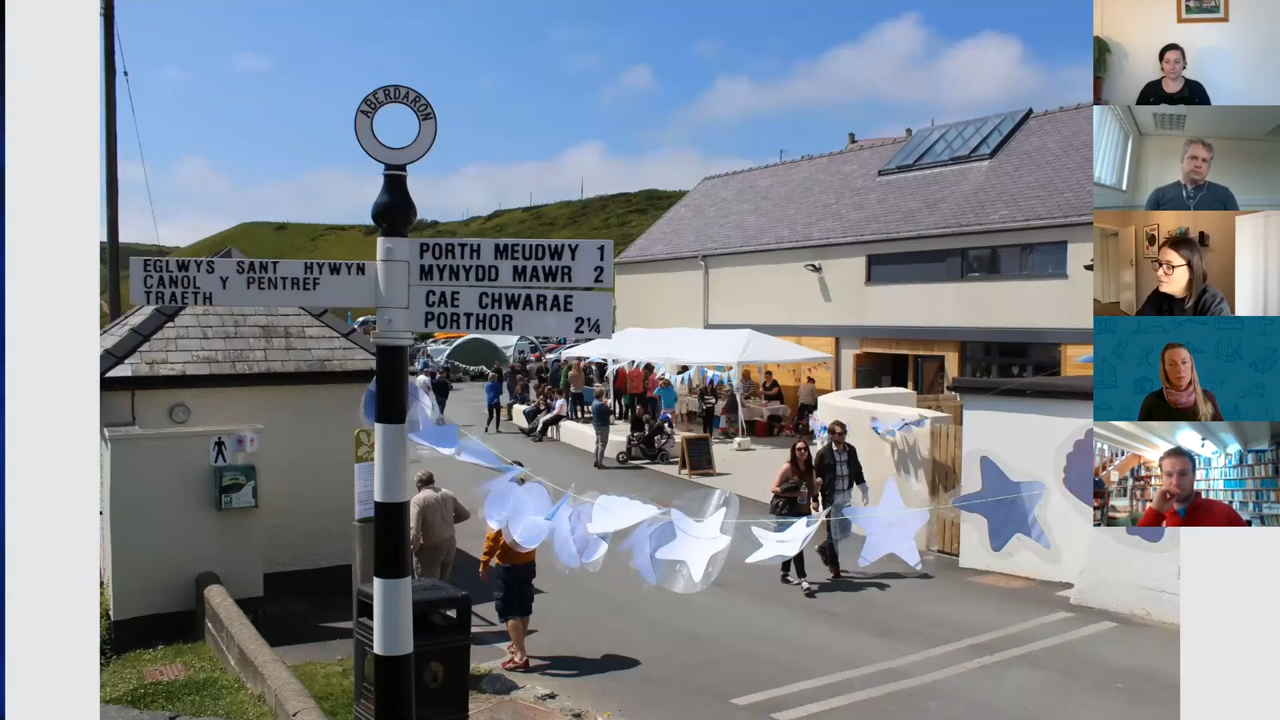 ABERDARON
EGLWYS SANT HYWYN
CANOL Y PENTREF
TRAETH
PORTH MEUDWY 1
MYNYDD MAWR 2
CAE CHWARAE
PORTHOR 2¼